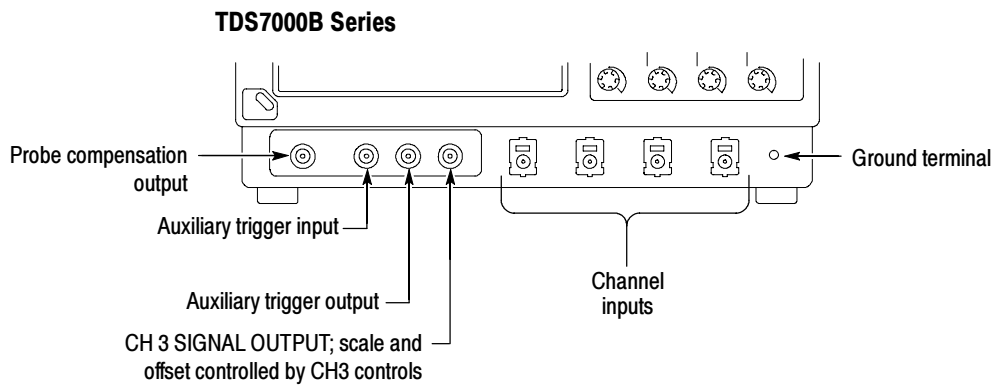 TDS7000B Series
Probe compensation
output
Ground terminal
Auxiliary trigger input
Auxiliary trigger output
Channel
inputs
CH 3 SIGNAL OUTPUT; scale and
offset controlled by CH3 controls